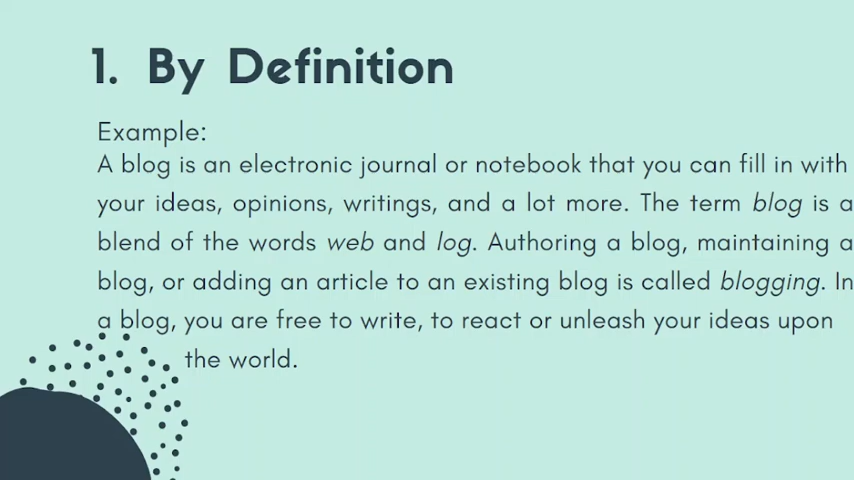 1. By Definition
Example:
A blog is an electronic journal or notebook that you can fill in with
your ideas, opinions, writings, and a lot more. The term blog is a
blend of the words web and log. Authoring a blog, maintaining a
blog, or adding an article to an existing blog is called blogging. In
a blog, you are free to write, to react or unleash your ideas upon
the world.